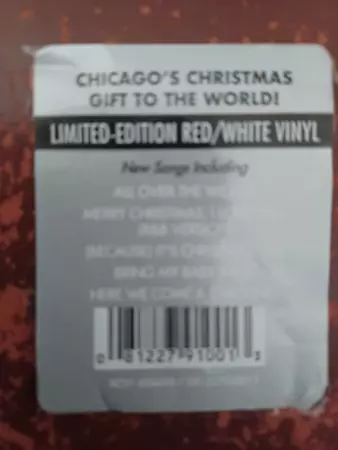 CHICAGO'S CHRISTMAS
GIFT TO THE WORLD!
LIMITED-EDITION RED/WHITE VINYL
New Songs Including
ALL OVER THE
MERRY CHRISTMAS, I
(R&B VERSION)
(BECAUSE) IT'S
BRING MY BABY
HERE WE COME A
0 81227 91001 3